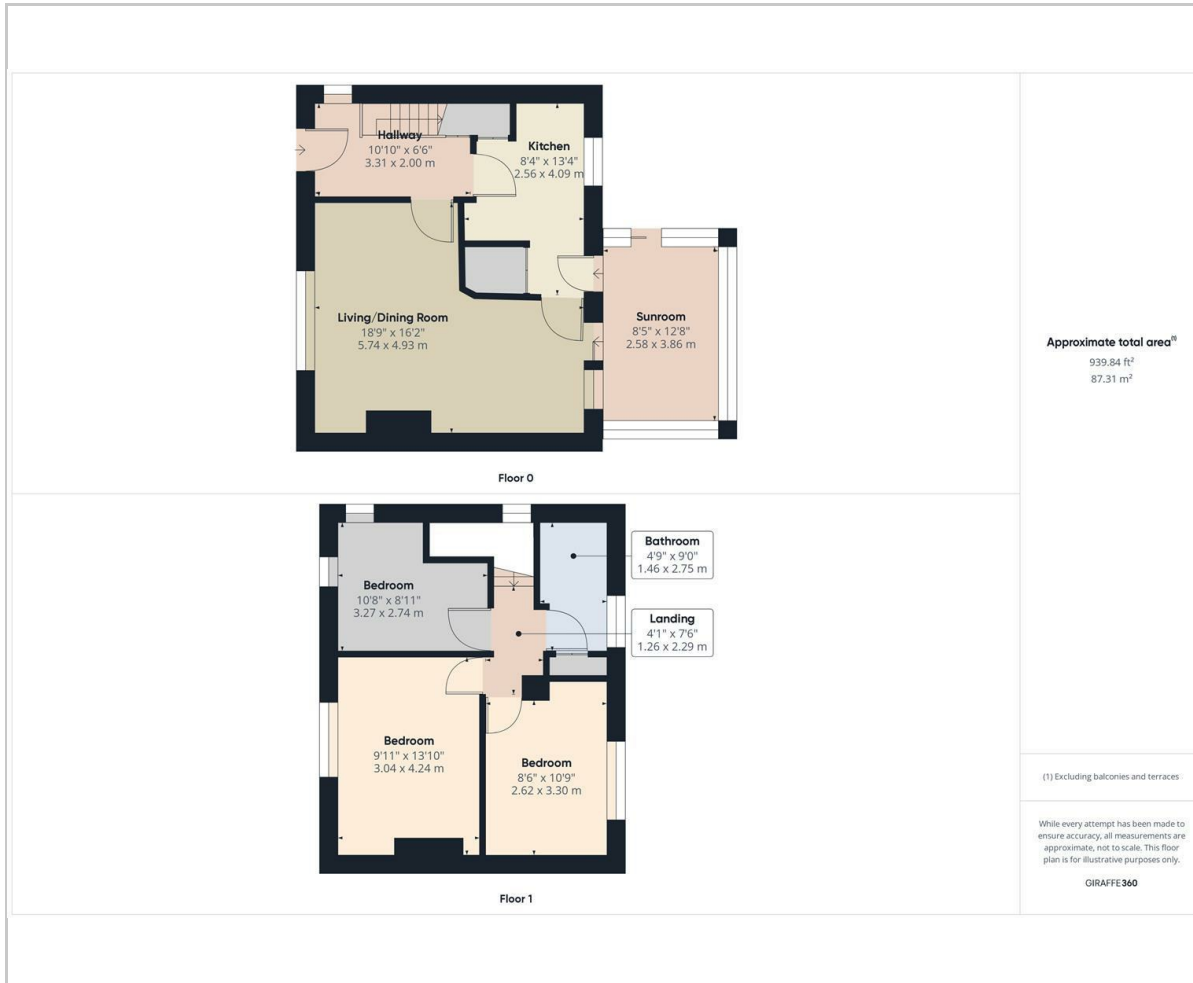 Hallway
10'10" x 6'6"
3.31 x 2.00 m
Kitchen
8'4" x 13'4"
2.56 x 4.09 m
Living/Dining Room
18'9" x 16'2"
5.74 x 4.93 m
Sunroom
8'5" x 12'8"
2.58 x 3.86 m
Floor 0
Bedroom
10'8" x 8'11"
3.27 x 2.74 m
Bathroom
4'9" x 9'0"
1.46 x 2.75 m
Landing
4'1" x 7'6"
1.26 x 2.29 m
Bedroom
9'11" x 13'10"
3.04 x 4.24 m
Bedroom
8'6" x 10'9"
2.62 x 3.30 m
Floor 1
Approximate total area(1)
939.84 ft²
87.31 m²
(1) Excluding balconies and terraces
While every attempt has been made to
ensure accuracy, all measurements are
approximate, not to scale. This floor
plan is for illustrative purposes only.
GIRAFFE360